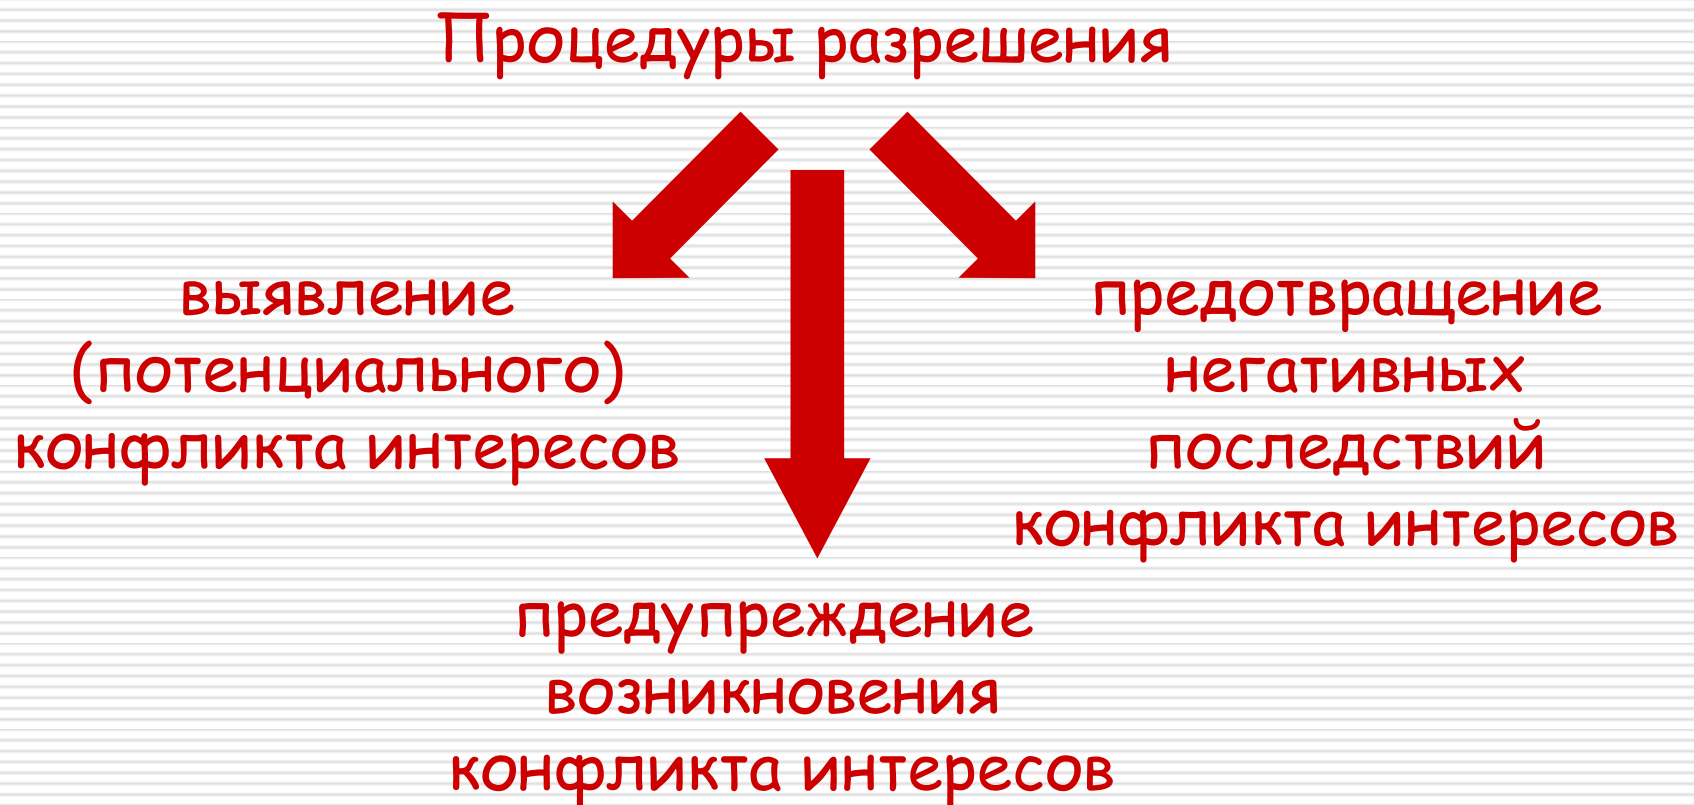 Процедуры разрешения
выявление
(потенциального)
конфликта интересов
предотвращение
негативных
последствий
конфликта интересов
предупреждение
возникновения
конфликта интересов